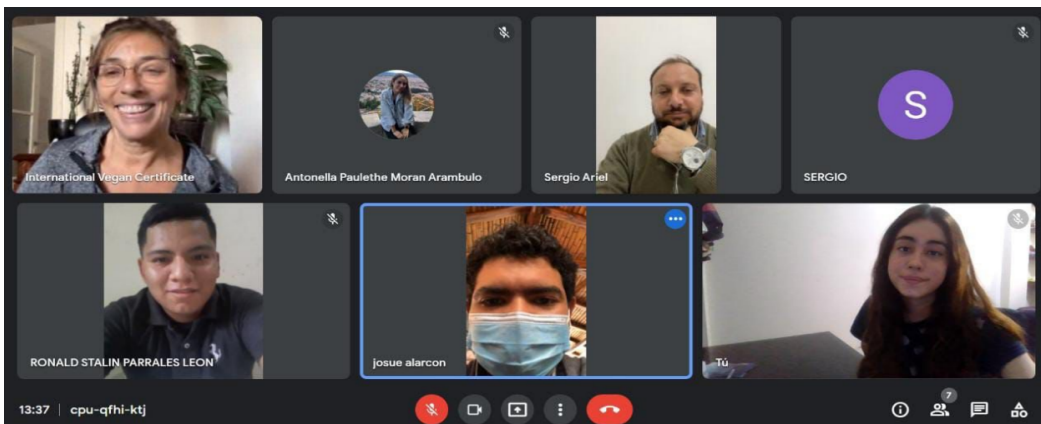 International Vegan Certificate
Antonella Paulethe Moran Arambulo
Sergio Ariel
S
SERGIO
RONALD STALIN PARRALES LEON
josue alarcon
Tú
13:37 | cpu-qfhi-ktj
7